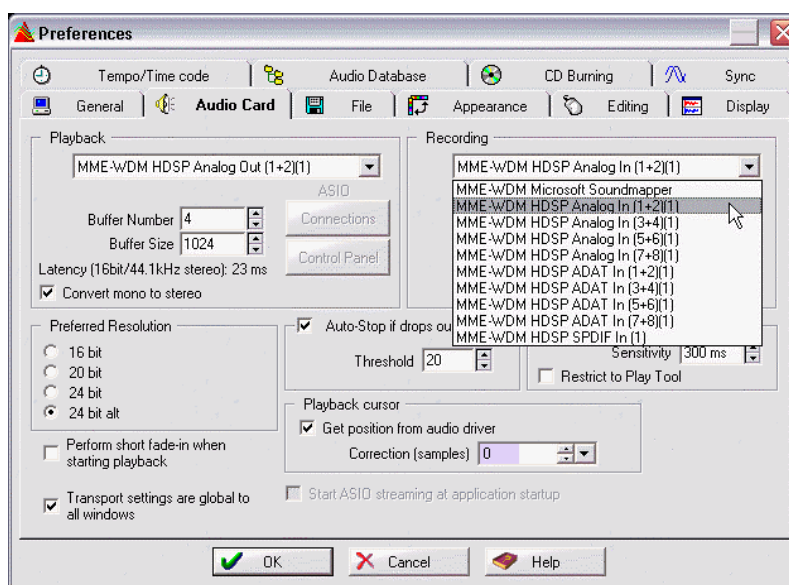 Preferences
Tempo/Time code
Audio Database
CD Burning
Sync
General
Audio Card
File
Appearance
Editing
Display
Playback
MME-WDM HDSP Analog Out (1+2)(1)
ASIO
Buffer Number 4
Connections
Buffer Size 1024
Control Panel
Latency (16bit/44.1kHz stereo): 23 ms
Convert mono to stereo
Recording
MME-WDM HDSP Analog In (1+2)(1)
MME-WDM Microsoft Soundmapper
MME-WDM HDSP Analog In (1+2)(1)
MME-WDM HDSP Analog In (3+4)(1)
MME-WDM HDSP Analog In (5+6)(1)
MME-WDM HDSP Analog In (7+8)(1)
MME-WDM HDSP ADAT In (1+2)(1)
MME-WDM HDSP ADAT In (3+4)(1)
MME-WDM HDSP ADAT In (5+6)(1)
MME-WDM HDSP ADAT In (7+8)(1)
MME-WDM HDSP SPDIF In (1)
Preferred Resolution
16 bit
20 bit
24 bit
24 bit alt
Auto-Stop if drops
Threshold 20
Sensitivity 300 ms
Restrict to Play Tool
Playback cursor
Get position from audio driver
Correction (samples) 0
Perform short fade-in when
starting playback
Transport settings are global to
all windows
Start ASIO streaming at application startup
OK
Cancel
Help